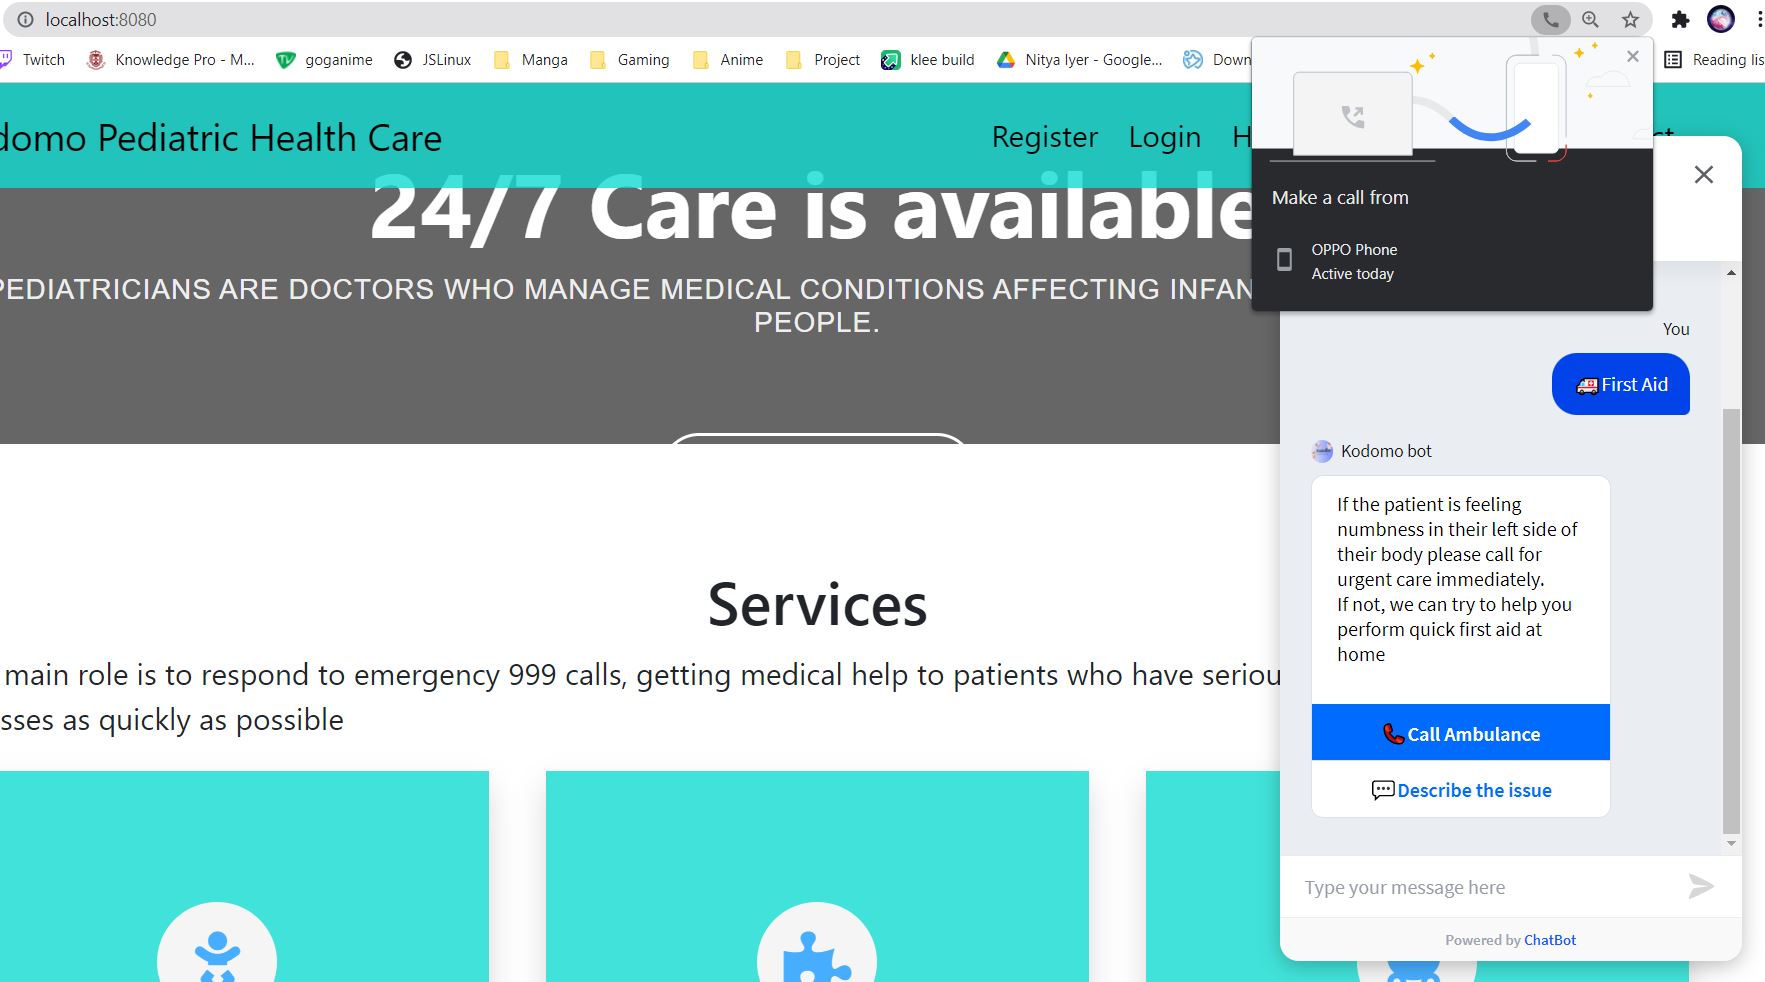 localhost:8080
Twitch
Knowledge Pro - M...
goganime
JSLinux
Manga
Gaming
Anime
Project
klee build
Nitya Iyer - Google...
Down
Reading lis
domo Pediatric Health Care
Register
Login
H
ct
24/7 Care is available
PEDIATRICIANS ARE DOCTORS WHO MANAGE MEDICAL CONDITIONS AFFECTING INFAN
PEOPLE.
Make a call from
OPPO Phone
Active today
You
First Aid
Kodomo bot
If the patient is feeling
numbness in their left side of
their body please call for
urgent care immediately.
If not, we can try to help you
perform quick first aid at
home
Call Ambulance
Describe the issue
Type your message here
Powered by ChatBot
Services
main role is to respond to emergency 999 calls, getting medical help to patients who have seriou
sses as quickly as possible